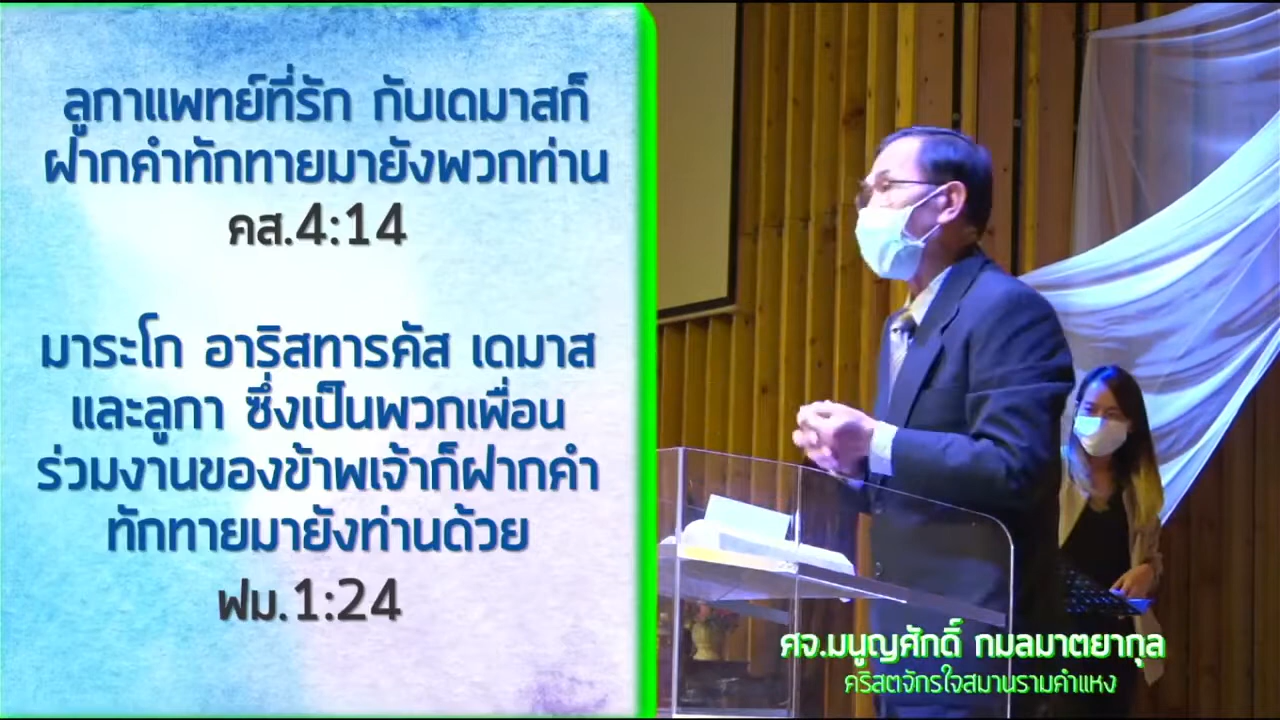 ลูกาแพทย์ที่รัก กับเดมาสก็
ฝากคำทักทายมายังพวกท่าน
คส.4:14
มาระโก อาริสทารคัส เดมาส
และลูกา ซึ่งเป็นพวกเพื่อน
ร่วมงานของข้าพเจ้าก็ฝากคำ
ทักทายมายังท่านด้วย
ฟม.1:24
ศจ.มนูญศักดิ์ กมลมาตยากุล
คริสตจักรใจสมานรามคำแหง